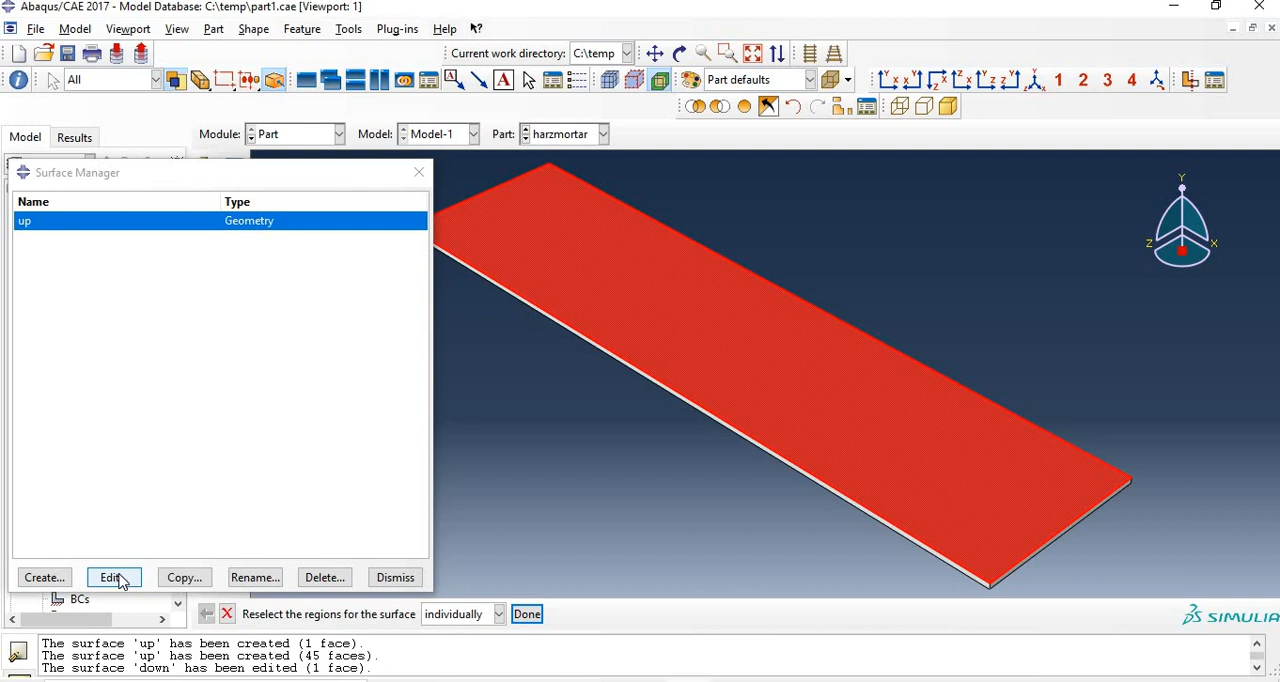 Abaqus/CAE 2017 - Model Database: C:\temp\part1.cae [Viewport: 1]
File Model Viewport View Part Shape Feature Tools Plug-ins Help
Current work directory: C:\temp
All
Part defaults
1 2 3 4
Model Results
Module: Part Model: Model-1 Part: harzmortar
Surface Manager
Name Type
up Geometry
Y
Z X
Create... Edit Copy... Rename... Delete... Dismiss
BCs
Reselect the regions for the surface individually Done
SIMULIA
The surface 'up' has been created (1 face).
The surface 'up' has been created (45 faces).
The surface 'down' has been edited (1 face).